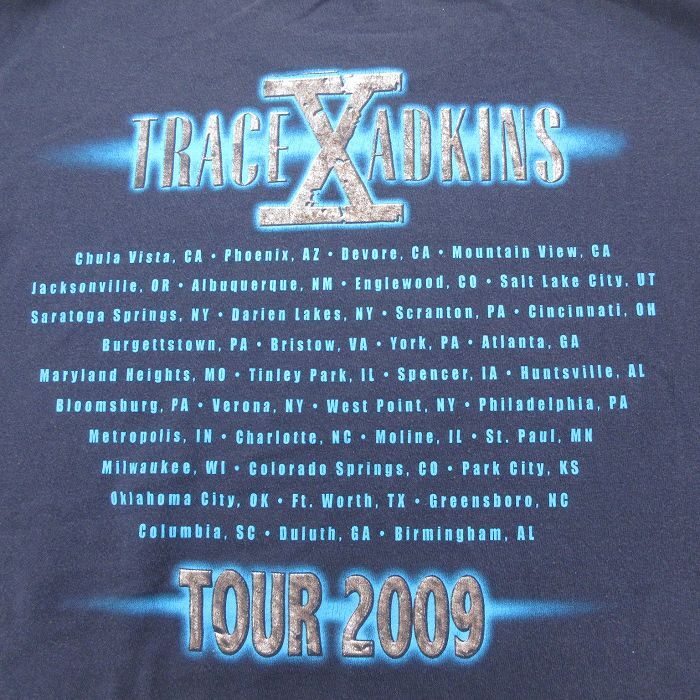 TRACE X ADKINS
Chula Vista, CA • Phoenix, AZ • Devore, CA • Mountain View, CA
Jacksonville, OR • Albuquerque, NM • Englewood, CO • Salt Lake City, UT
Saratoga Springs, NY • Darien Lakes, NY • Scranton, PA • Cincinnati, OH
Burgettstown, PA • Bristow, VA • York, PA • Atlanta, GA
Maryland Heights, MO • Tinley Park, IL • Spencer, IA • Huntsville, AL
Bloomsburg, PA • Verona, NY • West Point, NY • Philadelphia, PA
Metropolis, IN • Charlotte, NC • Moline, IL • St. Paul, MN
Milwaukee, WI • Colorado Springs, CO • Park City, KS
Oklahoma City, OK • Ft. Worth, TX • Greensboro, NC
Columbia, SC • Duluth, GA • Birmingham, AL
TOUR 2009